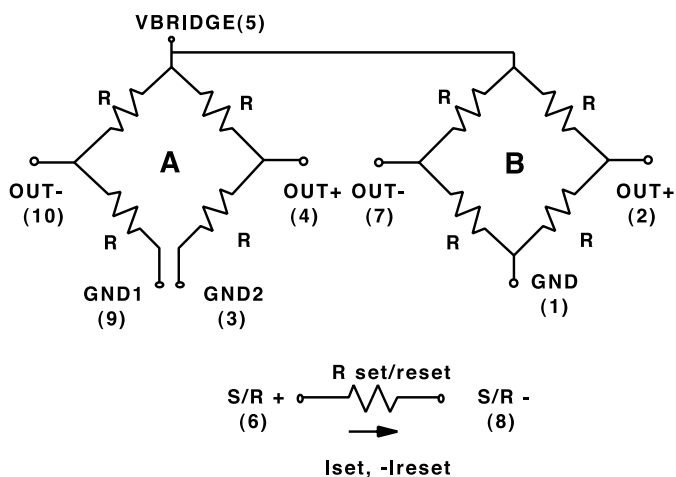 VBRIDGE(5)
R
R
R
R
A
B
OUT-
(10)
OUT+
(4)
OUT-
(7)
OUT+
(2)
R
R
R
R
GND1
(9)
GND2
(3)
GND
(1)
R set/reset
S/R +
(6)
S/R -
(8)
Iset, -Ireset